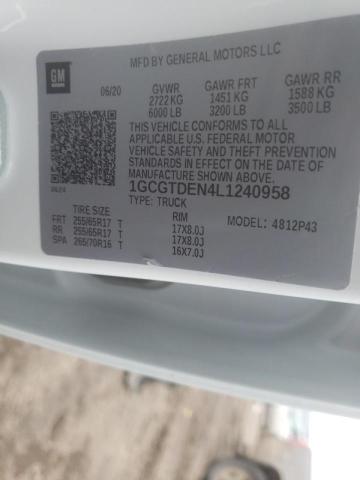 MFD BY GENERAL MOTORS LLC
GM
06/20
GVWR GAWR FRT GAWR RR
2722 KG 1451 KG 1588 KG
6000 LB 3200 LB 3500 LB
THIS VEHICLE CONFORMS TO ALL
APPLICABLE U.S. FEDERAL MOTOR
VEHICLE SAFETY AND THEFT
PREVENTION STANDARDS IN EFFECT
ON THE DATE OF MANUFACTURE
SHOWN ABOVE.
1GCGTDEN4L1240958
TYPE: TRUCK
MODEL: 4812P43
TIRE SIZE RIM
FRT 255/65R17 T 17X8.0J
RR 255/65R17 T 17X8.0J
SPA 265/70R16 T 16X7.0J